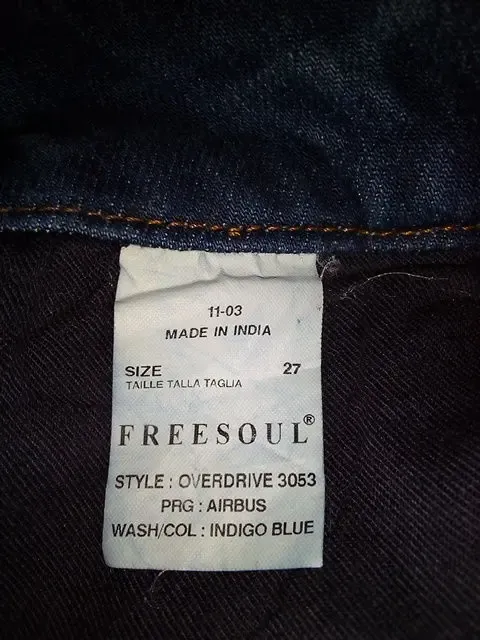 11-03
MADE IN INDIA
SIZE 27
TAILLE TALLA TAGLIA
FREESOUL®
STYLE : OVERDRIVE 3053
PRG : AIRBUS
WASH/COL : INDIGO BLUE